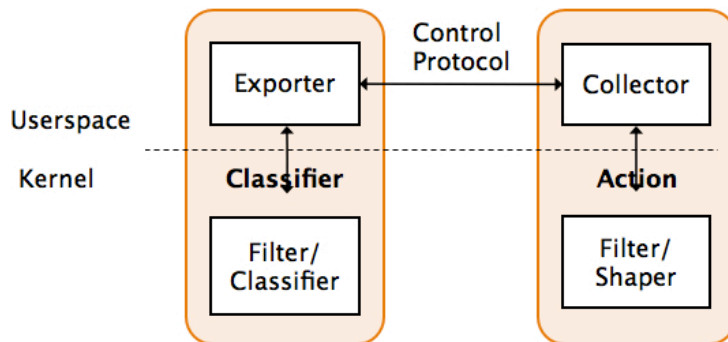 Control
Protocol
Exporter
Collector
Userspace
Kernel
Classifier
Action
Filter/
Classifier
Filter/
Shaper